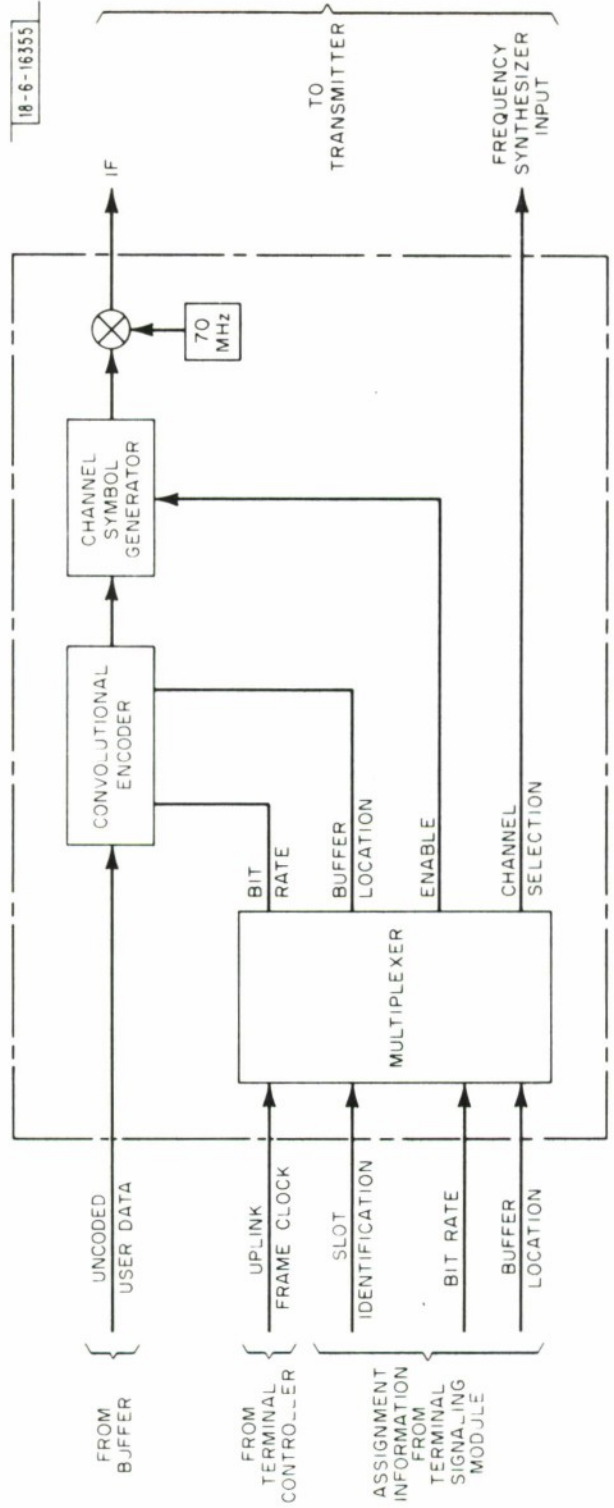 18-6-16355
FROM
BUFFER
UNCODED
USER DATA
CONVOLUTIONAL
ENCODER
CHANNEL
SYMBOL
GENERATOR
70
MHz
IF
FROM
TERMINAL
CONTROLLER
UPLINK
FRAME CLOCK
ASSIGNMENT
INFORMATION
FROM
TERMINAL
SIGNALING
MODULE
SLOT
IDENTIFICATION
BIT RATE
BUFFER
LOCATION
MULTIPLEXER
BIT
RATE
BUFFER
LOCATION
ENABLE
CHANNEL
SELECTION
TO
TRANSMITTER
FREQUENCY
SYNTHESIZER
INPUT